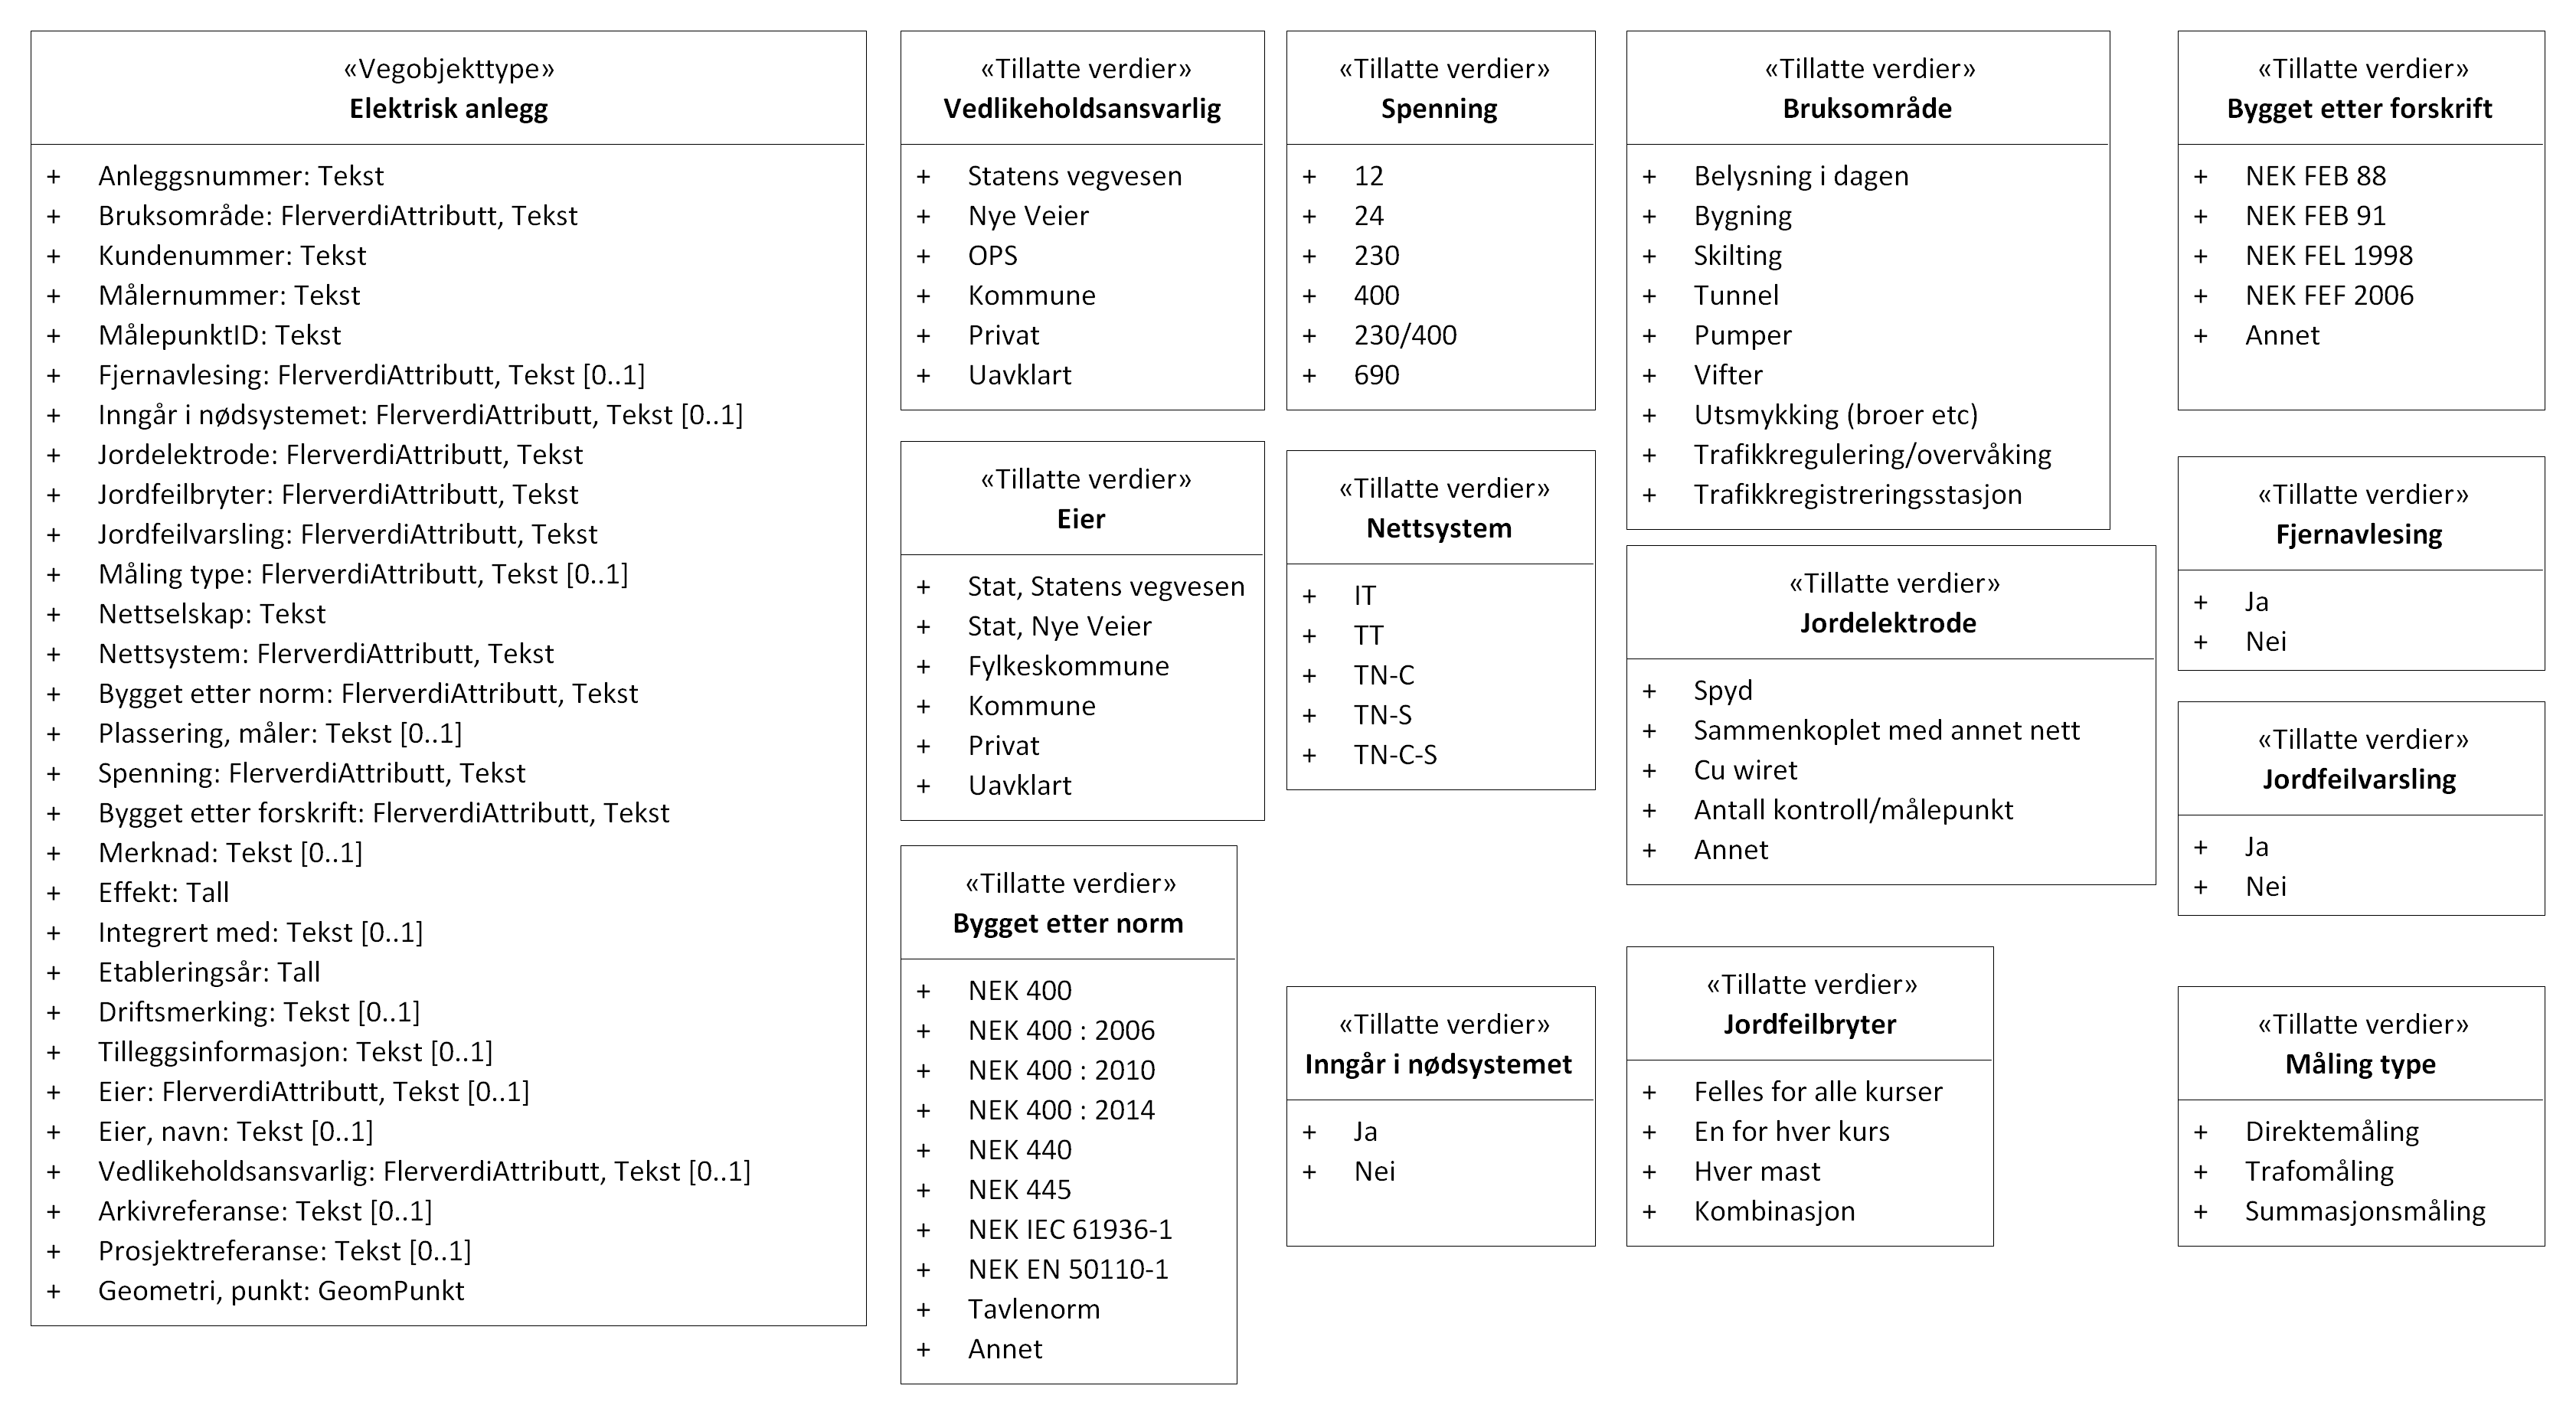 «Vegobjekttype»
Elektrisk anlegg
+ Anleggsnummer: Tekst
+ Bruksområde: FlerverdiAttributt, Tekst
+ Kundenummer: Tekst
+ Målernummer: Tekst
+ MålepunktID: Tekst
+ Fjernavlesing: FlerverdiAttributt, Tekst [0..1]
+ Inngår i nødsystemet: FlerverdiAttributt, Tekst [0..1]
+ Jordelektrode: FlerverdiAttributt, Tekst
+ Jordfeilbryter: FlerverdiAttributt, Tekst
+ Jordfeilvarsling: FlerverdiAttributt, Tekst
+ Måling type: FlerverdiAttributt, Tekst [0..1]
+ Nettselskap: Tekst
+ Nettsystem: FlerverdiAttributt, Tekst
+ Bygget etter norm: FlerverdiAttributt, Tekst
+ Plassering, måler: Tekst [0..1]
+ Spenning: FlerverdiAttributt, Tekst
+ Bygget etter forskrift: FlerverdiAttributt, Tekst
+ Merknad: Tekst [0..1]
+ Effekt: Tall
+ Integrert med: Tekst [0..1]
+ Etableringsår: Tall
+ Driftsmerking: Tekst [0..1]
+ Tilleggsinformasjon: Tekst [0..1]
+ Eier: FlerverdiAttributt, Tekst [0..1]
+ Eier, navn: Tekst [0..1]
+ Vedlikeholdsansvarlig: FlerverdiAttributt, Tekst [0..1]
+ Arkivreferanse: Tekst [0..1]
+ Prosjektreferanse: Tekst [0..1]
+ Geometri, punkt: GeomPunkt
«Tillatte verdier»
Vedlikeholdsansvarlig
+ Statens vegvesen
+ Nye Veier
+ OPS
+ Kommune
+ Privat
+ Uavklart
«Tillatte verdier»
Eier
+ Stat, Statens vegvesen
+ Stat, Nye Veier
+ Fylkeskommune
+ Kommune
+ Privat
+ Uavklart
«Tillatte verdier»
Bygget etter norm
+ NEK 400
+ NEK 400 : 2006
+ NEK 400 : 2010
+ NEK 400 : 2014
+ NEK 440
+ NEK 445
+ NEK IEC 61936-1
+ NEK EN 50110-1
+ Tavlenorm
+ Annet
«Tillatte verdier»
Spenning
+ 12
+ 24
+ 230
+ 400
+ 230/400
+ 690
«Tillatte verdier»
Nettsystem
+ IT
+ TT
+ TN-C
+ TN-S
+ TN-C-S
«Tillatte verdier»
Inngår i nødsystemet
+ Ja
+ Nei
«Tillatte verdier»
Bruksområde
+ Belysning i dagen
+ Bygning
+ Skilting
+ Tunnel
+ Pumper
+ Vifter
+ Utsmykking (broer etc)
+ Trafikkregulering/overvåking
+ Trafikkregistreringsstasjon
«Tillatte verdier»
Jordelektrode
+ Spyd
+ Sammenkoplet med annet nett
+ Cu wiret
+ Antall kontroll/målepunkt
+ Annet
«Tillatte verdier»
Jordfeilbryter
+ Felles for alle kurser
+ En for hver kurs
+ Hver mast
+ Kombinasjon
«Tillatte verdier»
Bygget etter forskrift
+ NEK FEB 88
+ NEK FEB 91
+ NEK FEL 1998
+ NEK FEF 2006
+ Annet
«Tillatte verdier»
Fjernavlesing
+ Ja
+ Nei
«Tillatte verdier»
Jordfeilvarsling
+ Ja
+ Nei
«Tillatte verdier»
Måling type
+ Direktemåling
+ Trafomåling
+ Summasjonsmåling